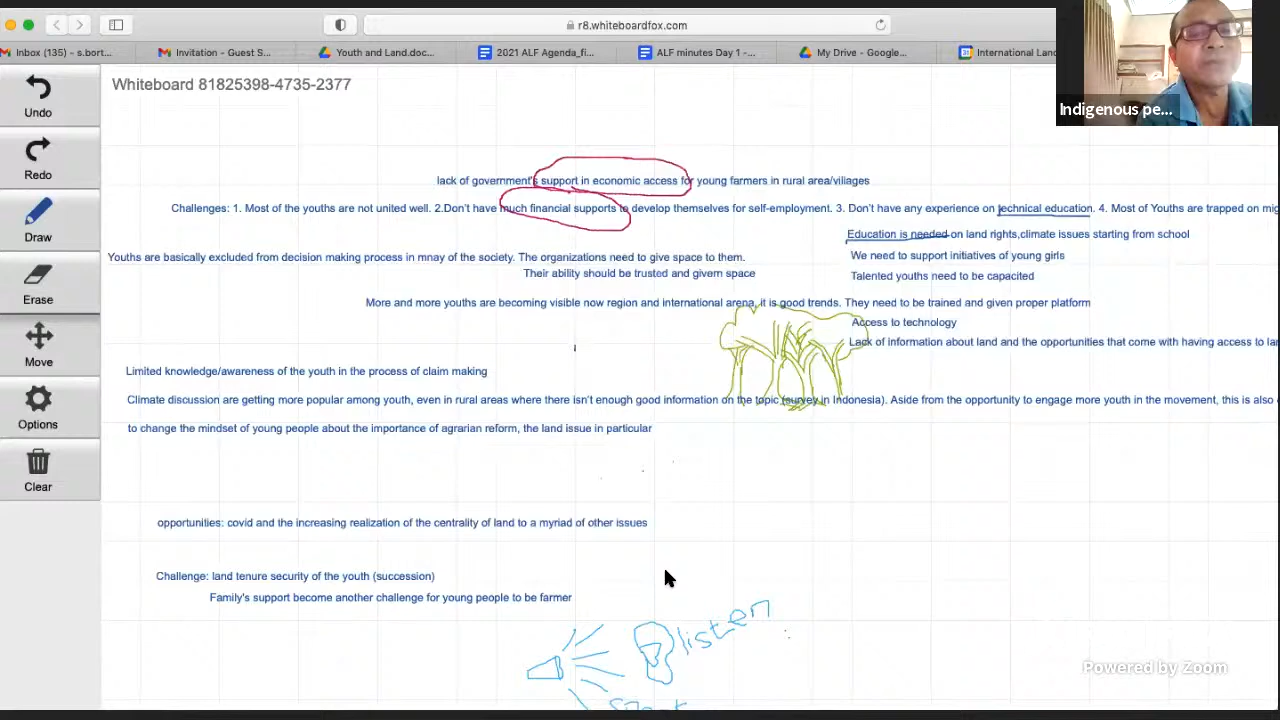 r8.whiteboardfox.com
Inbox (135) - s.bort...
Invitation - Guest S...
Youth and Land.doc...
2021 ALF Agenda_fi...
ALF minutes Day 1 -...
My Drive - Google...
International Lan
Indigenous pe...
Whiteboard 81825398-4735-2377
Undo
Redo
Draw
Erase
Move
Options
Clear
lack of government's support in economic access for young farmers in rural area/villages
Challenges: 1. Most of the youths are not united well. 2.Don't have much financial supports to develop themselves for self-employment. 3. Don't have any experience on technical education. 4. Most of Youths are trapped on mig
Education is needed on land rights,climate issues starting from school
Youths are basically excluded from decision making process in mnay of the society. The organizations need to give space to them.
We need to support initiatives of young girls
Their ability should be trusted and givem space
Talented youths need to be capacited
More and more youths are becoming visible now region and international arena, it is good trends. They need to be trained and given proper platform
Access to technology
Lack of information about land and the opportunities that come with having access to lan
Limited knowledge/awareness of the youth in the process of claim making
Climate discussion are getting more popular among youth, even in rural areas where there isn't enough good information on the topic (survey in Indonesia). Aside from the opportunity to engage more youth in the movement, this is also
to change the mindset of young people about the importance of agrarian reform, the land issue in particular
opportunities: covid and the increasing realization of the centrality of land to a myriad of other issues
Challenge: land tenure security of the youth (succession)
Family's support become another challenge for young people to be farmer
listen
Powered by Zoom